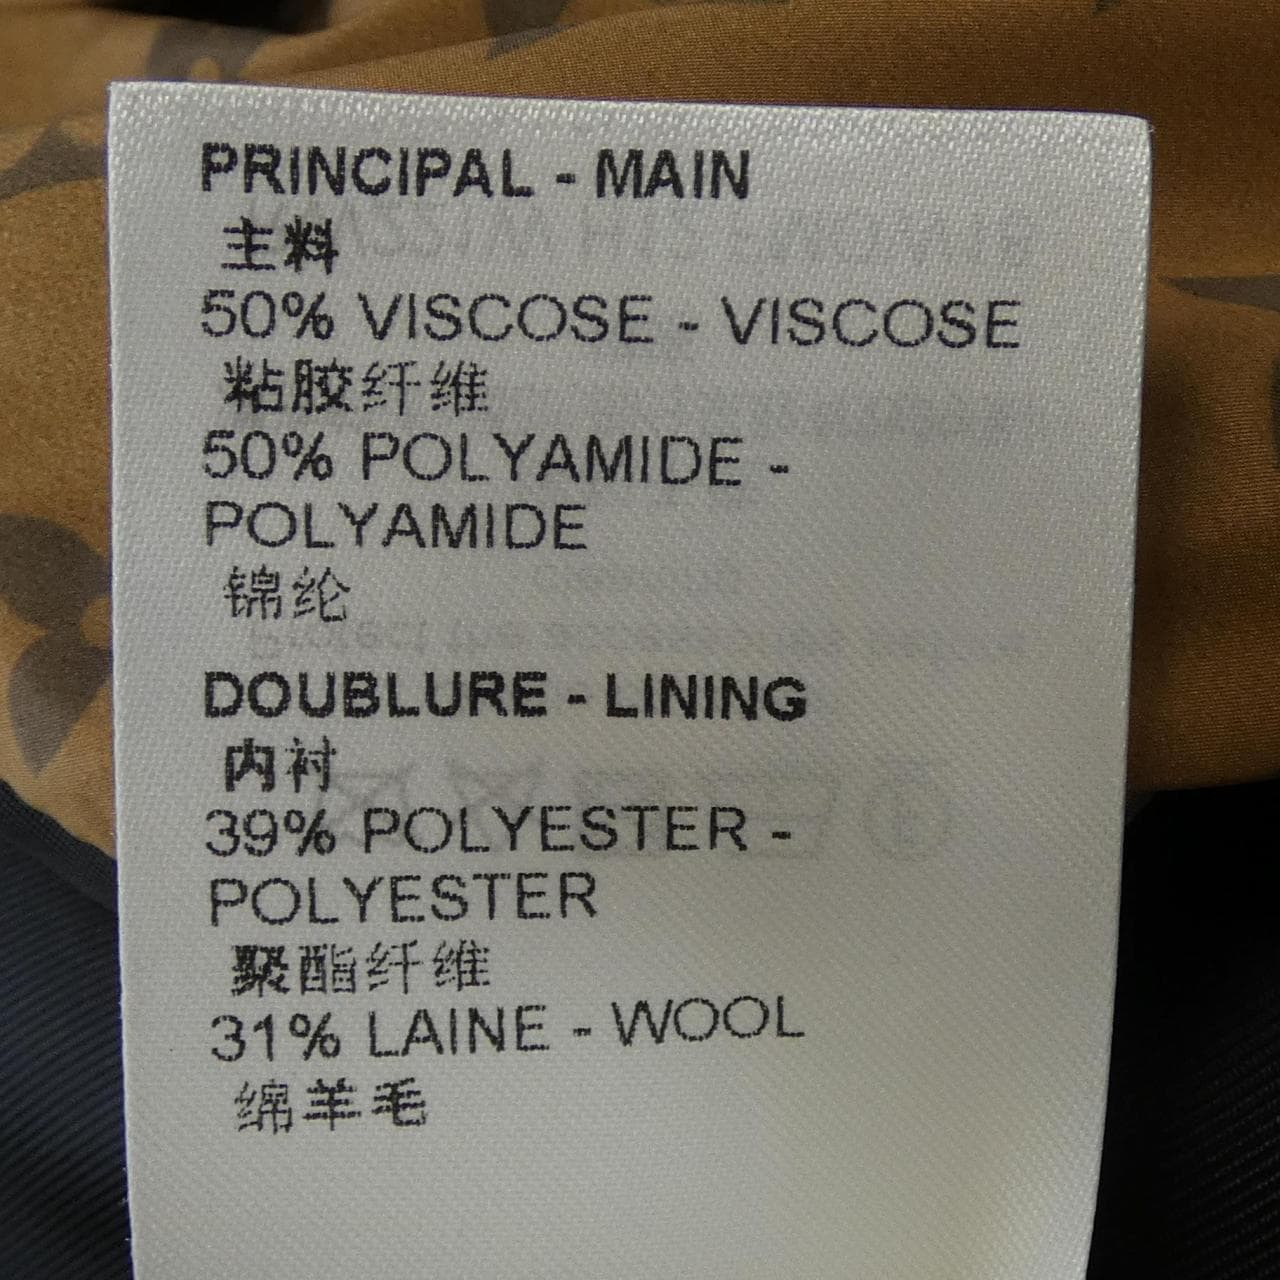 PRINCIPAL - MAIN
主料
50% VISCOSE - VISCOSE
粘胶纤维
50% POLYAMIDE -
POLYAMIDE
锦纶
DOUBLURE - LINING
内衬
39% POLYESTER -
POLYESTER
聚酯纤维
31% LAINE - WOOL
绵羊毛